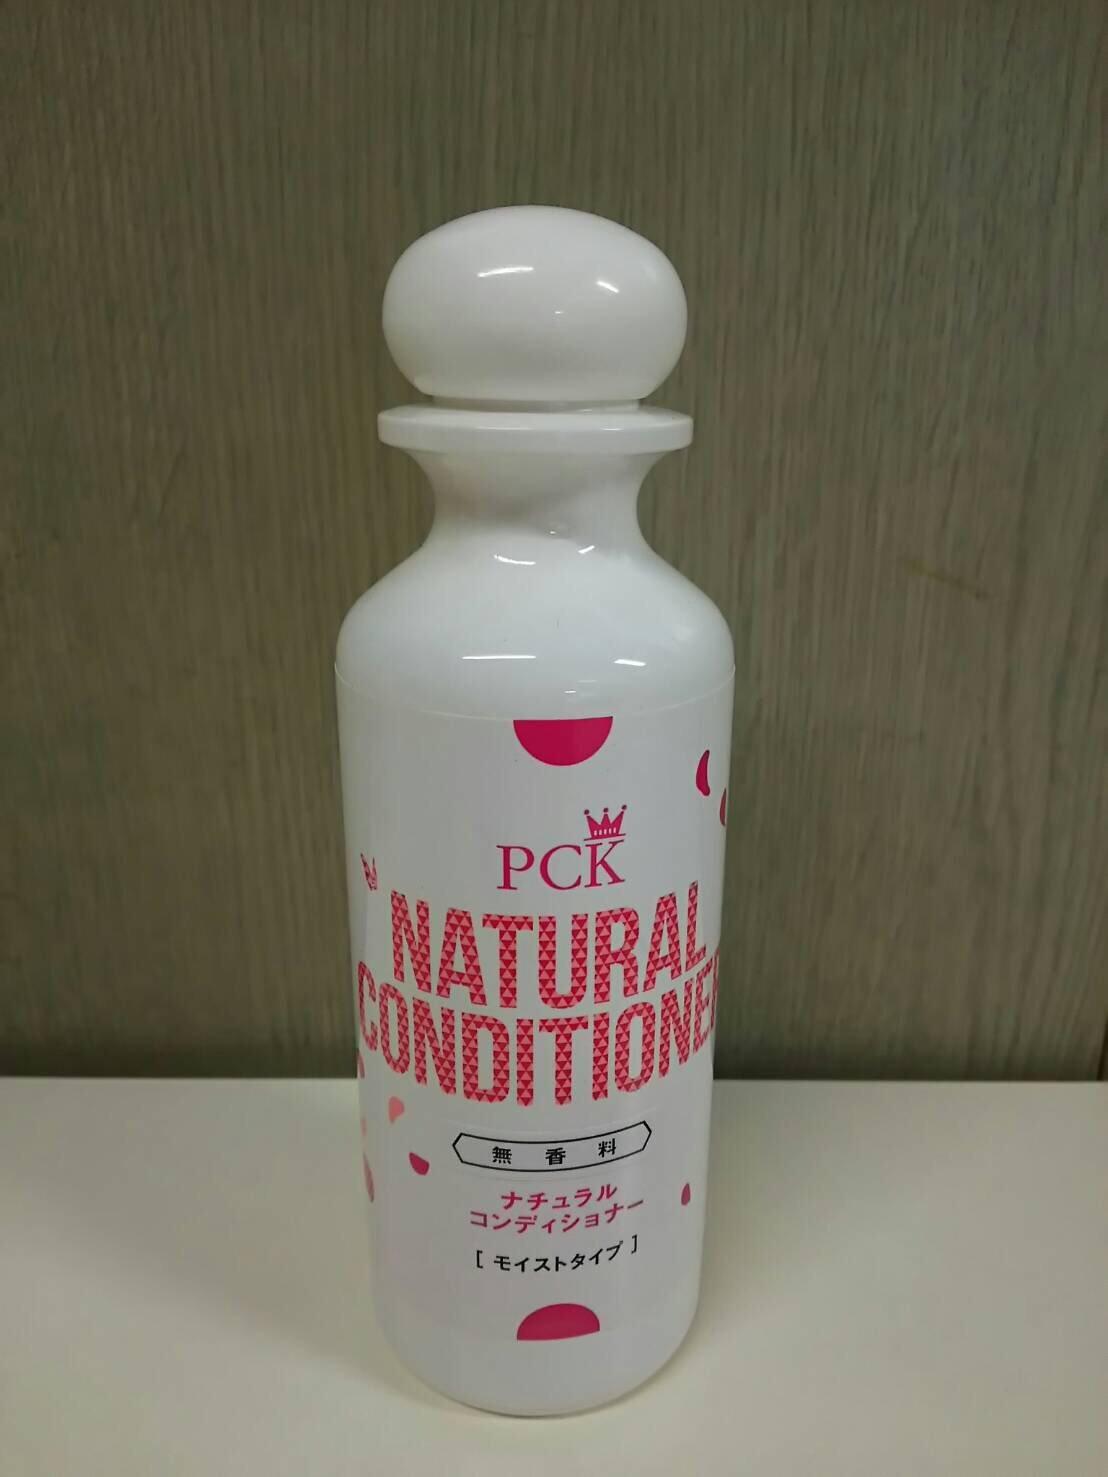 PCK
NATURAL
CONDITIONER
無香料
ナチュラル
コンディショナー
[モイストタイプ]